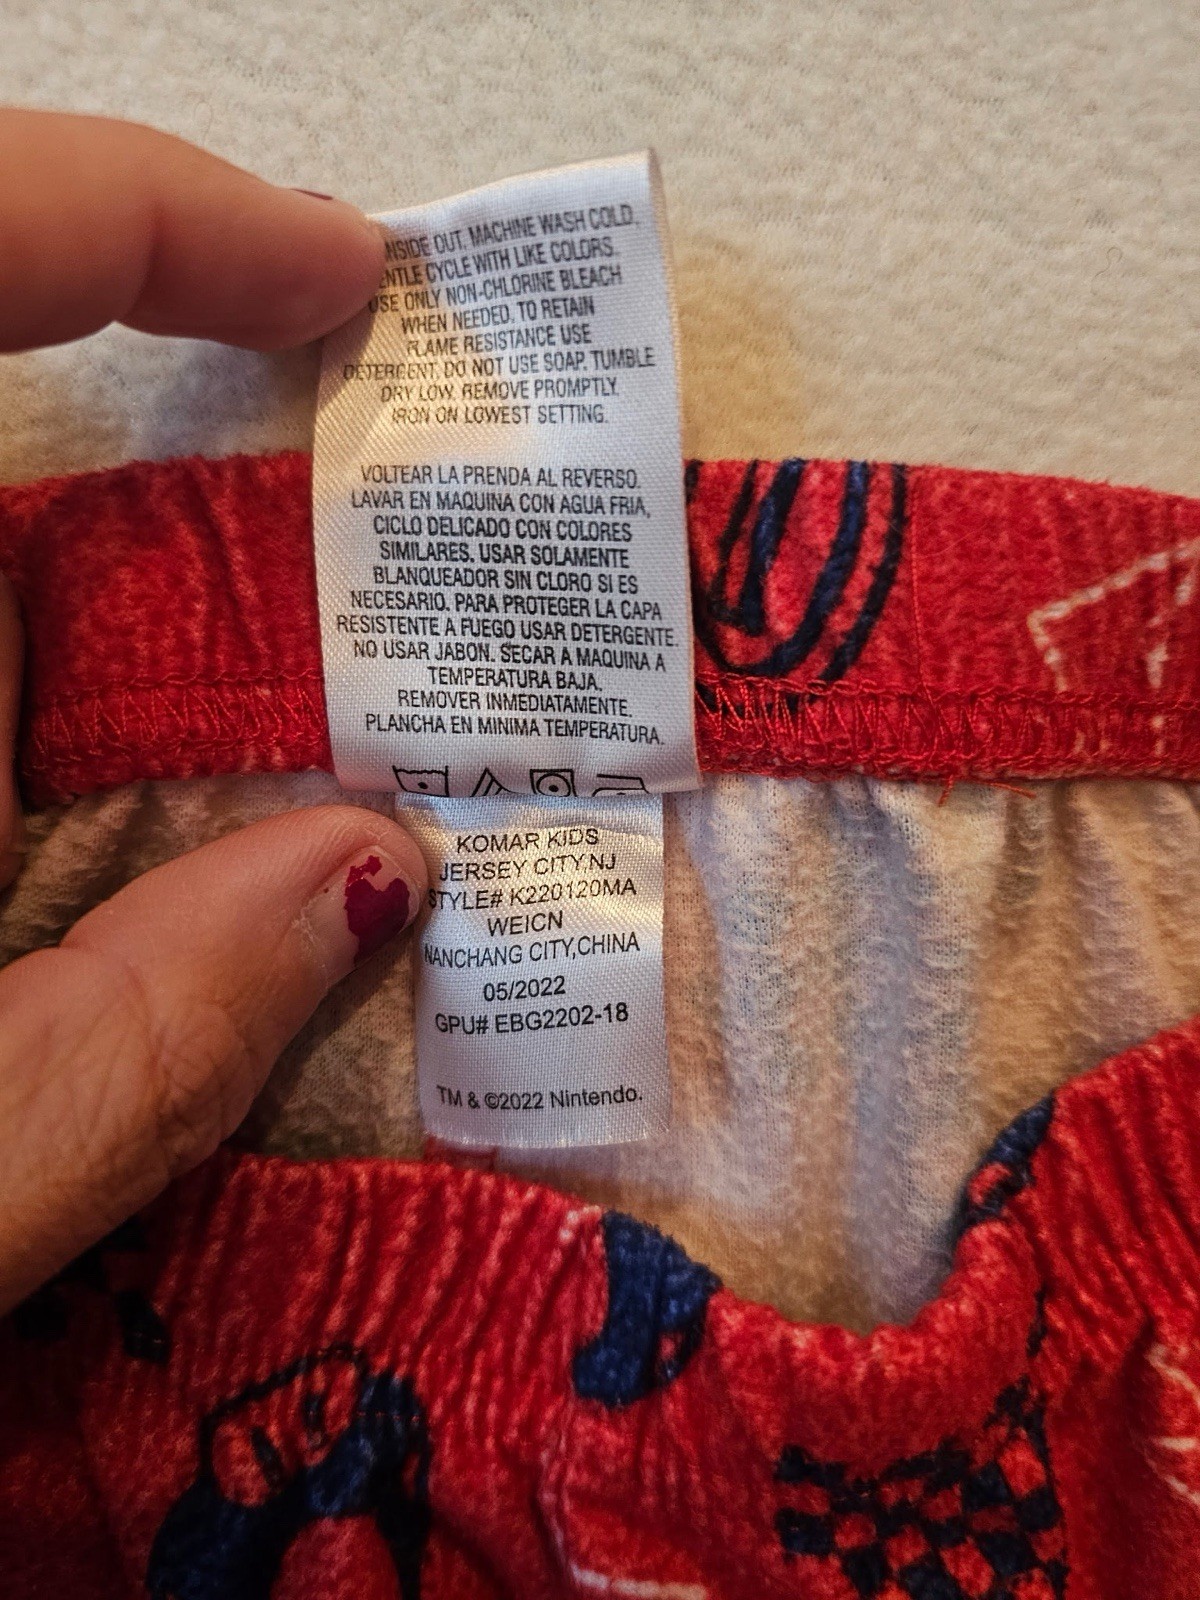 INSIDE OUT. MACHINE WASH COLD,
GENTLE CYCLE WITH LIKE COLORS.
USE ONLY NON-CHLORINE BLEACH
WHEN NEEDED. TO RETAIN
FLAME RESISTANCE USE
DETERGENT. DO NOT USE SOAP. TUMBLE
DRY LOW. REMOVE PROMPTLY.
IRON ON LOWEST SETTING.
VOLTEAR LA PRENDA AL REVERSO.
LAVAR EN MAQUINA CON AGUA FRIA,
CICLO DELICADO CON COLORES
SIMILARES. USAR SOLAMENTE
BLANQUEADOR SIN CLORO SI ES
NECESARIO. PARA PROTEGER LA CAPA
RESISTENTE A FUEGO USAR DETERGENTE.
NO USAR JABON. SECAR A MAQUINA A
TEMPERATURA BAJA.
REMOVER INMEDIATAMENTE.
PLANCHA EN MINIMA TEMPERATURA.
KOMAR KIDS
JERSEY CITY,NJ
STYLE# K220120MA
WEICN
NANCHANG CITY,CHINA
05/2022
GPU# EBG2202-18
TM & ©2022 Nintendo.